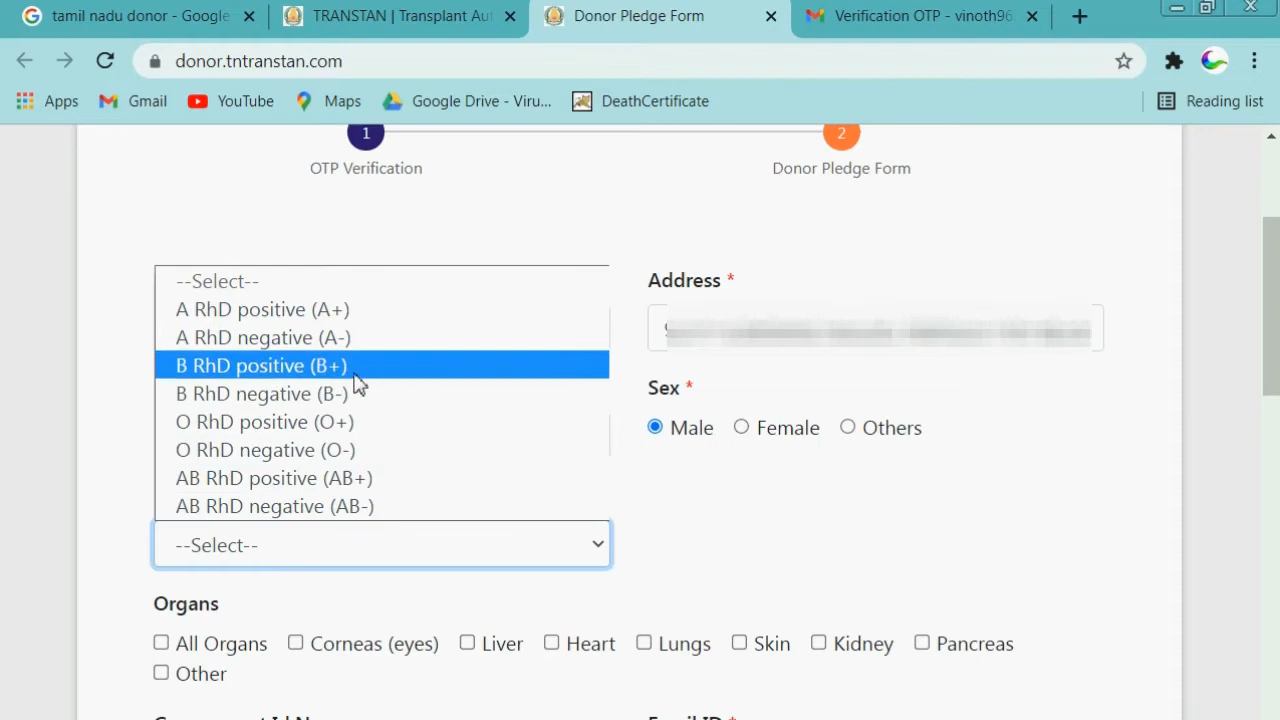 tamil nadu donor - Google
TRANSTAN | Transplant Aut
Donor Pledge Form
Verification OTP - vinoth96
donor.tntranstan.com
Apps
Gmail
YouTube
Maps
Google Drive - Viru...
DeathCertificate
Reading list
1
2
OTP Verification
Donor Pledge Form
--Select--
A RhD positive (A+)
A RhD negative (A-)
B RhD positive (B+)
B RhD negative (B-)
O RhD positive (O+)
O RhD negative (O-)
AB RhD positive (AB+)
AB RhD negative (AB-)
--Select--
Address *
Sex *
Male Female Others
Organs
All Organs Corneas (eyes) Liver Heart Lungs Skin Kidney Pancreas
Other
Email ID *